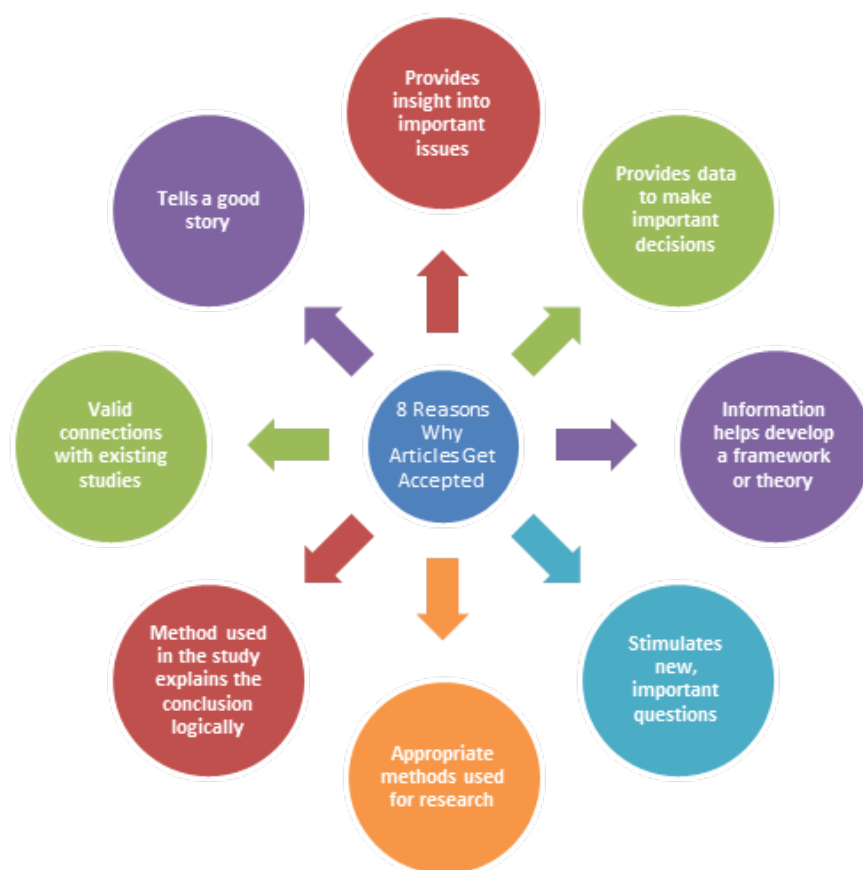 Provides
insight into
important
issues
Provides data
to make
important
decisions
Information
helps develop
a framework
or theory
Stimulates
new,
important
questions
Appropriate
methods used
for research
Method used
in the study
explains the
conclusion
logically
Valid
connections
with existing
studies
Tells a good
story
8 Reasons
Why
Articles Get
Accepted